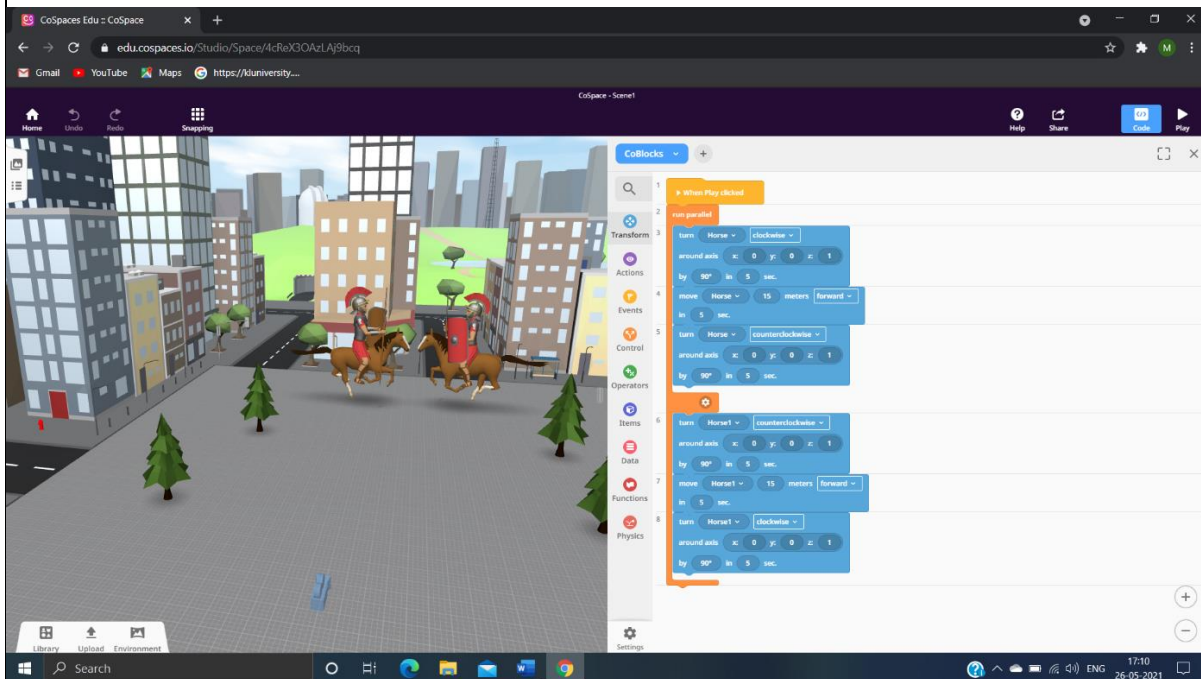 CoSpaces Edu :: CoSpace
edu.cospaces.io/Studio/Space/4cReX3OAzLAj9bcq
M
Gmail YouTube Maps https://kluniversity....
CoSpace - Scene1
Home Undo Redo Snapping Help Share Code Play
CoBlocks
Transform
Actions
Events
Control
Operators
Items
Data
Functions
Physics
Settings
1 When Play clicked
2 run parallel
3 turn Horse clockwise
around axis x: 0 y: 0 z: 1
by 90° in 5 sec.
4 move Horse 15 meters forward
in 5 sec.
5 turn Horse counterclockwise
around axis x: 0 y: 0 z: 1
by 90° in 5 sec.
6 turn Horse1 counterclockwise
around axis x: 0 y: 0 z: 1
by 90° in 5 sec.
7 move Horse1 15 meters forward
in 5 sec.
8 turn Horse1 clockwise
around axis x: 0 y: 0 z: 1
by 90° in 5 sec.
Library Upload Environment
Search
ENG
17:10
26-05-2021